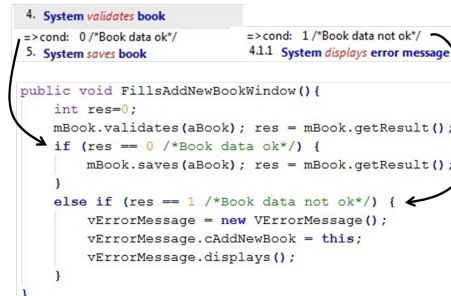 4. System validates book
=>cond: 0 /*Book data ok*/
5. System saves book
=>cond: 1 /*Book data not ok*/
4.1.1 System displays error message
public void FillsAddNewBookWindow(){
int res=0;
mBook.validates(aBook); res = mBook.getResult();
if (res == 0 /*Book data ok*/) {
mBook.saves(aBook); res = mBook.getResult();
}
else if (res == 1 /*Book data not ok*/) {
vErrorMessage = new VErrorMessage();
vErrorMessage.cAddNewBook = this;
vErrorMessage.displays();
}
}